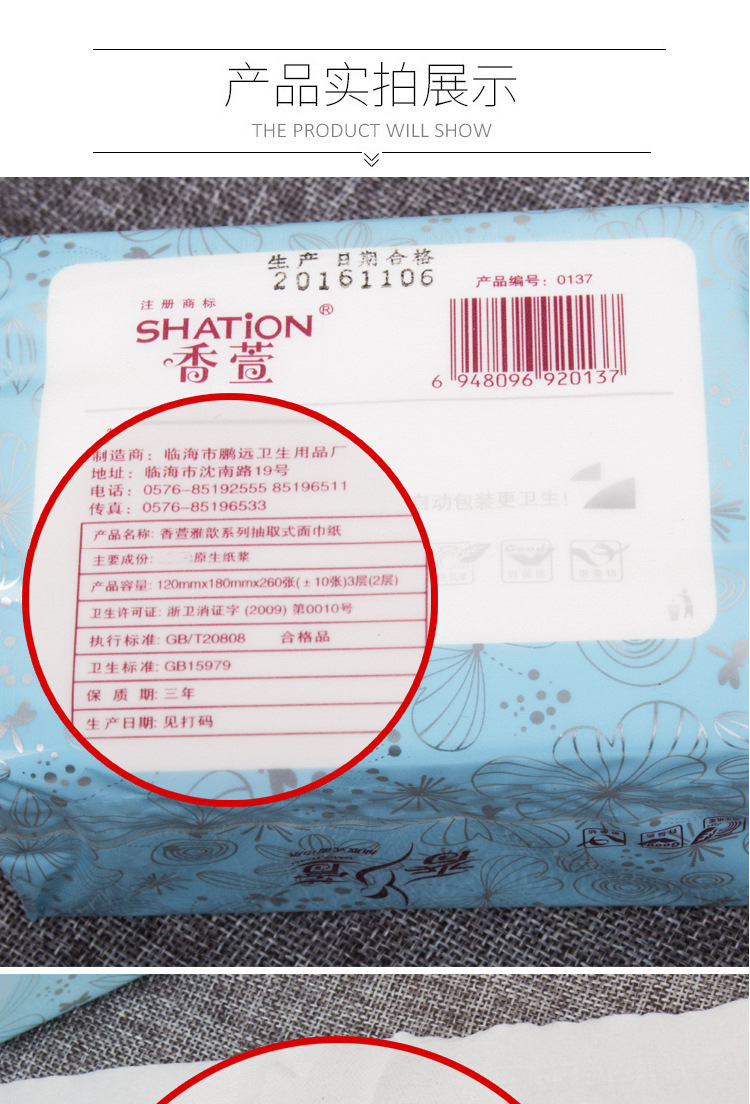 产品实拍展示
THE PRODUCT WILL SHOW
生产日期合格
20161106
产品编号：0137
注册商标
SHATION®
香萱
6 948096 920137
制造商：临海市鹏远卫生用品厂
地址：临海市沈南路19号
电话：0576-85192555 85196511
传真：0576-85196533
自动包装更卫生！
产品名称: 香萱雅歆系列抽取式面巾纸
主要成份: 原生纸浆
产品容量: 120mmx180mmx260张(±10张)3层(2层)
卫生许可证: 浙卫消证字 (2009) 第0010号
执行标准: GB/T20808 合格品
卫生标准: GB15979
保 质 期: 三年
生产日期: 见打码
Good
香萱
Good